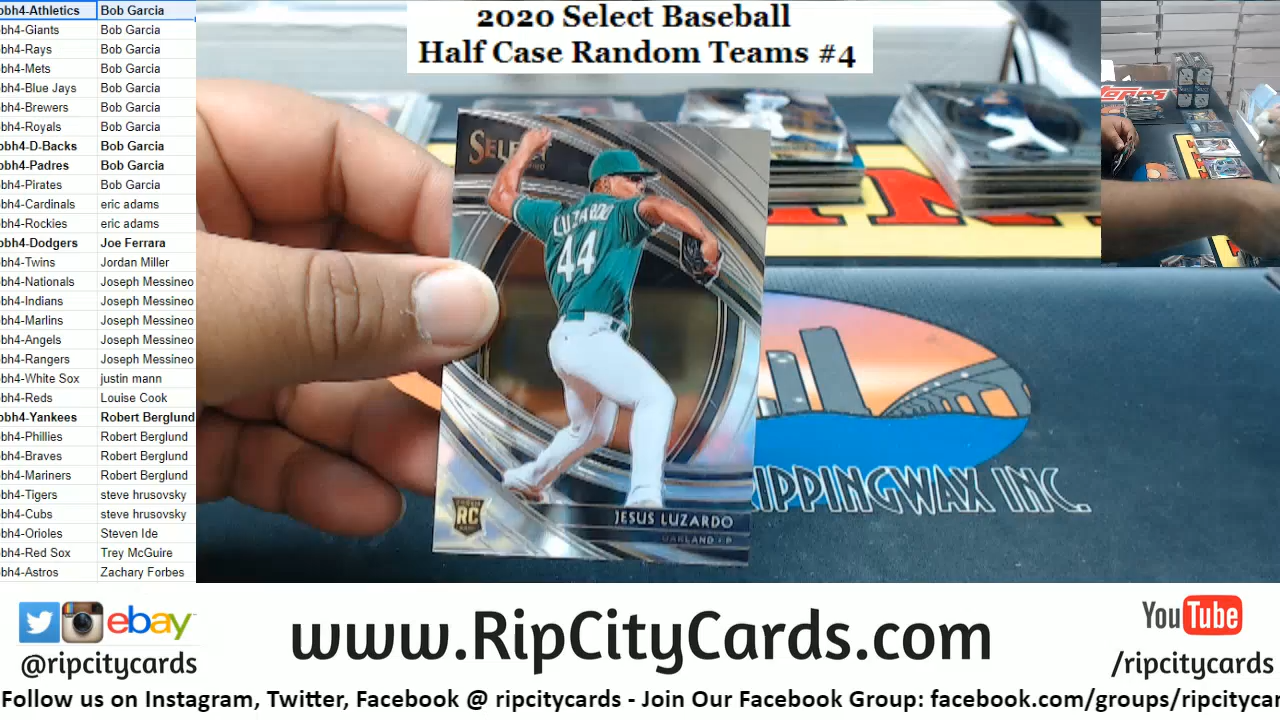 2020 Select Baseball
Half Case Random Teams #4
bh4-Athletics Bob Garcia
bh4-Giants Bob Garcia
bh4-Rays Bob Garcia
bh4-Mets Bob Garcia
bh4-Blue Jays Bob Garcia
bh4-Brewers Bob Garcia
bh4-Royals Bob Garcia
bh4-D-Backs Bob Garcia
bh4-Padres Bob Garcia
bh4-Pirates Bob Garcia
bh4-Cardinals eric adams
bh4-Rockies eric adams
bh4-Dodgers Joe Ferrara
bh4-Twins Jordan Miller
bh4-Nationals Joseph Messineo
bh4-Indians Joseph Messineo
bh4-Marlins Joseph Messineo
bh4-Angels Joseph Messineo
bh4-Rangers Joseph Messineo
bh4-White Sox justin mann
bh4-Reds Louise Cook
bh4-Yankees Robert Berglund
bh4-Phillies Robert Berglund
bh4-Braves Robert Berglund
bh4-Mariners Robert Berglund
bh4-Tigers steve hrusovsky
bh4-Cubs steve hrusovsky
bh4-Orioles Steven Ide
bh4-Red Sox Trey McGuire
bh4-Astros Zachary Forbes
SELECT
LUZARDO
44
RC
JESUS LUZARDO
OAKLAND • P
RIPPINGWAX INC.
Topps
ebay
@ripcitycards
www.RipCityCards.com
YouTube
/ripcitycards
Follow us on Instagram, Twitter, Facebook @ ripcitycards - Join Our Facebook Group: facebook.com/groups/ripcitycar